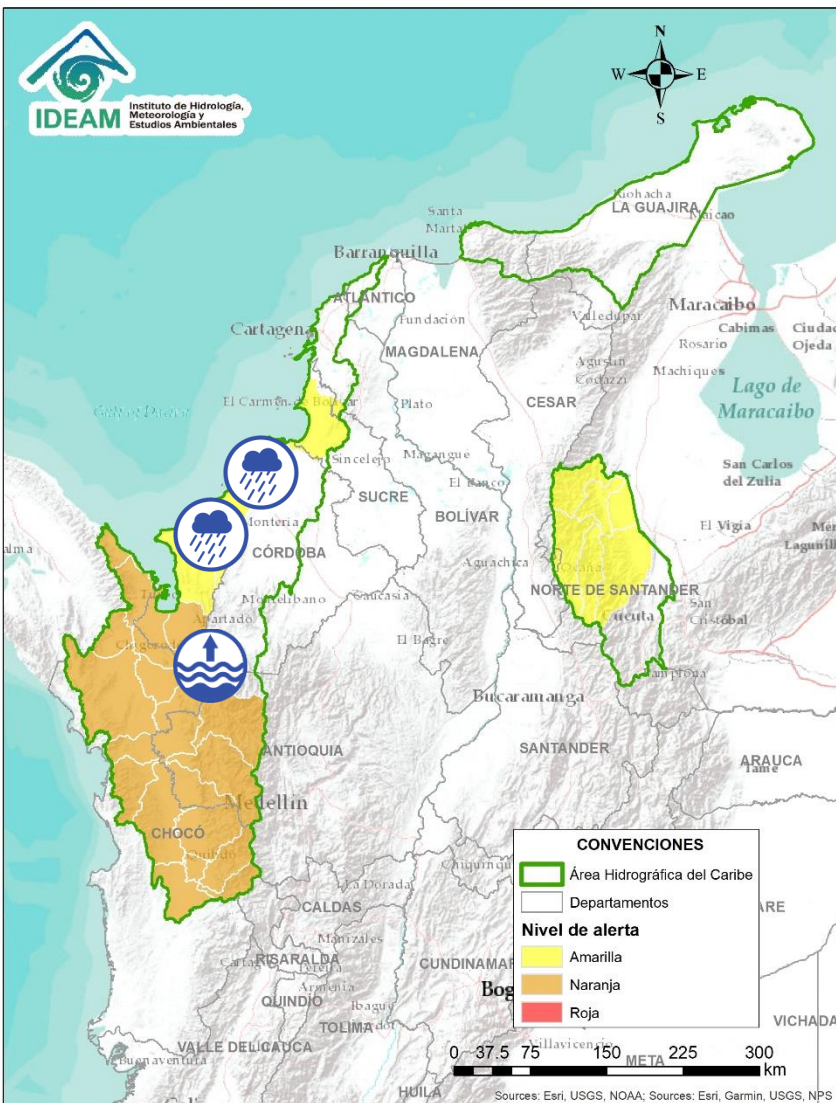 IDEAM
Instituto de Hidrología,
Meteorología y
Estudios Ambientales
N
W
E
S
Riohacha
LA GUAJIRA
Maicao
Santa
Marta
Barranquilla
ATLÁNTICO
Maracaibo
Cartagena
Fundación
Valledupar
Cabimas
Ciudad
Ojeda
MAGDALENA
Rosario
Machiques
Agustín
Codazzi
El Carmen de Bolívar
Plato
CESAR
Lago de
Maracaibo
Sincelejo
Magangue
San Carlos
del Zulia
El Banco
SUCRE
BOLÍVAR
Montería
El Vigía
CÓRDOBA
Aguachica
Ocaña
NORTE DE SANTANDER
Turbo
Montelibano
Caucasia
San
Cristóbal
Apartado
Cúcuta
El Bagre
Pamplona
Bucaramanga
ANTIOQUIA
SANTANDER
ARAUCA
Tame
Medellín
CHOCÓ
Quibdó
La Dorada
CALDAS
Manizales
RISARALDA
Pereira
Armenia
QUINDÍO
Ibagué
TOLIMA
VALLE DEL CAUCA
Buenaventura
HUILA
CUNDINAMAR
Bog
Villavicencio
META
VICHADA
CONVENCIONES
Área Hidrográfica del Caribe
Departamentos
Nivel de alerta
Amarilla
Naranja
Roja
0 37.5 75 150 225 300
km
Sources: Esri, USGS, NOAA; Sources: Esri, Garmin, USGS, NPS